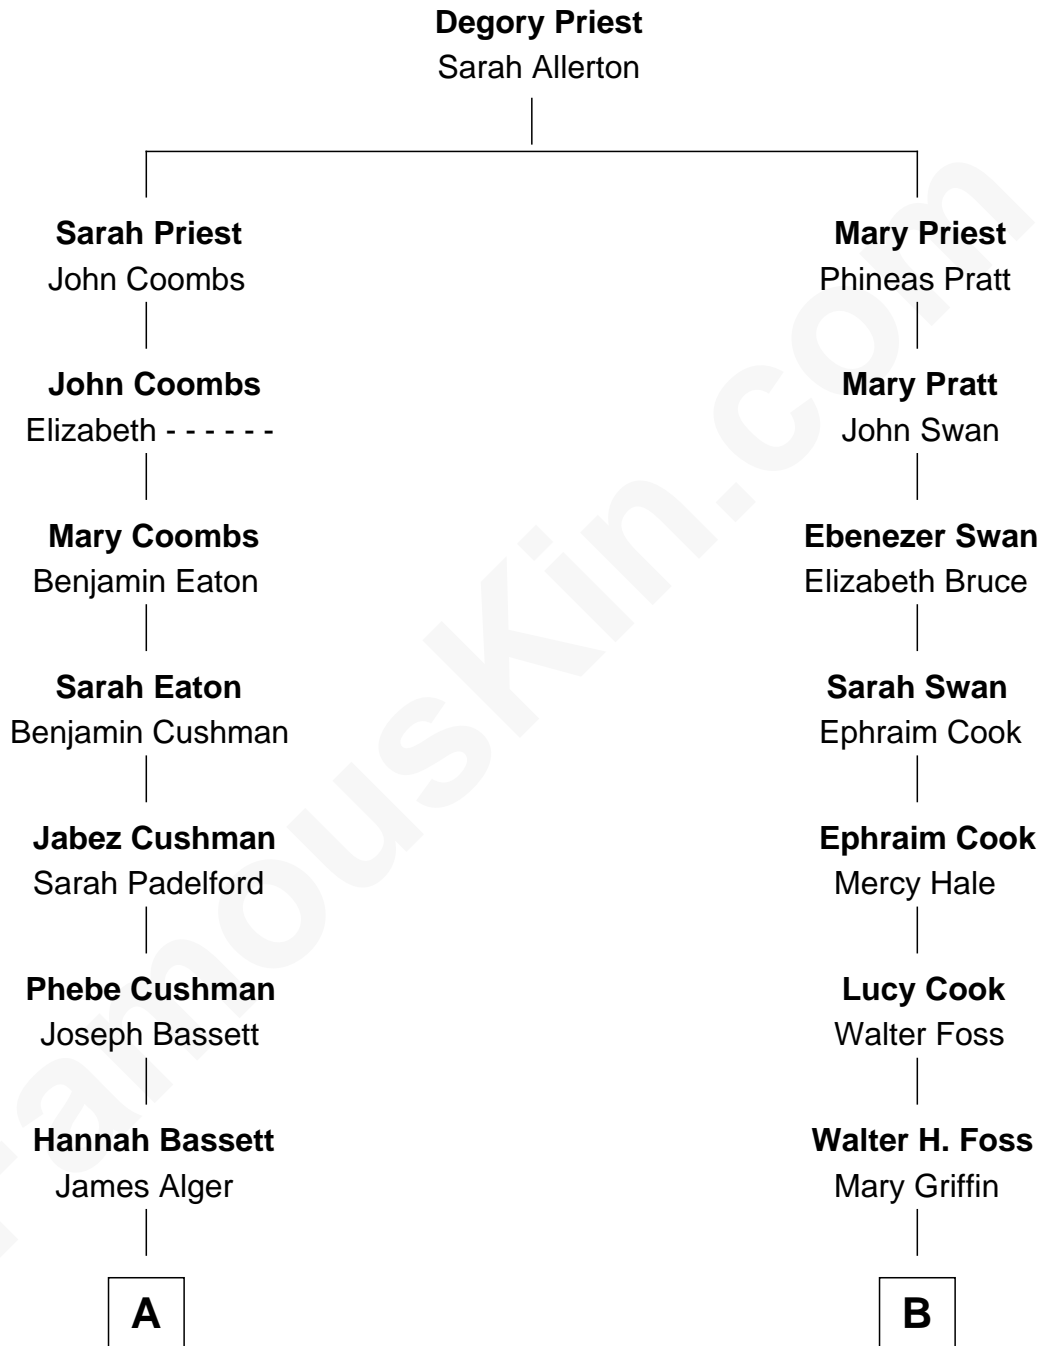 Degory Priest
Sarah Allerton
Sarah Priest
John Coombs
Mary Priest
Phineas Pratt
John Coombs
Elizabeth - - - - - -
Mary Pratt
John Swan
Mary Coombs
Benjamin Eaton
Ebenezer Swan
Elizabeth Bruce
Sarah Eaton
Benjamin Cushman
Sarah Swan
Ephraim Cook
Jabez Cushman
Sarah Padelford
Ephraim Cook
Mercy Hale
Phebe Cushman
Joseph Bassett
Lucy Cook
Walter Foss
Hannah Bassett
James Alger
Walter H. Foss
Mary Griffin
A
B
FamousKin.com